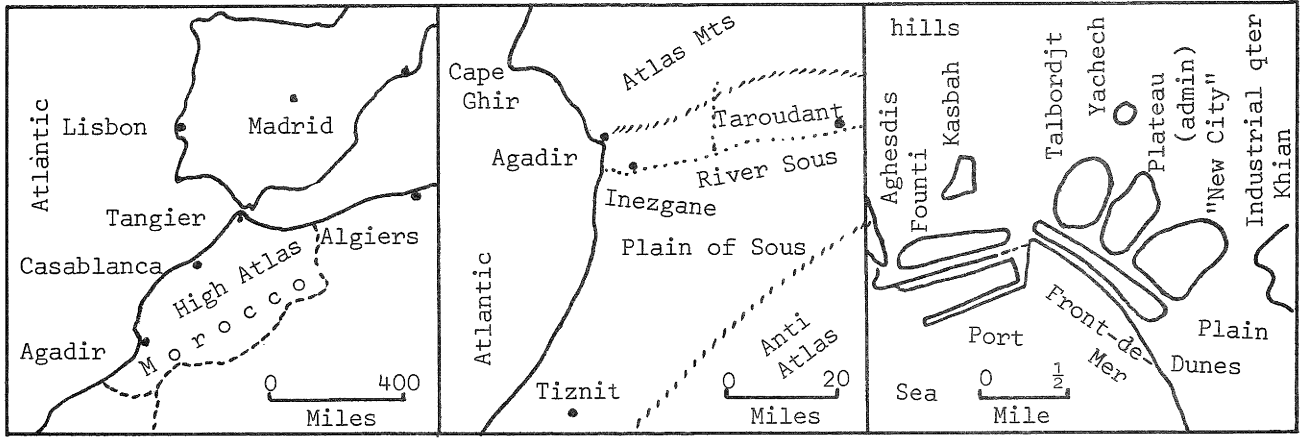 Atlantic
Lisbon
Madrid
Tangier
Algiers
Casablanca
High Atlas
Morocco
Agadir
0 400
Miles
Atlas Mts
Cape
Ghir
Taroudant
Agadir
River Sous
Inezgane
Plain of Sous
Atlantic
Anti
Atlas
Tiznit
0 20
Miles
hills
Aghesdis
Founti
Kasbah
Talbordjt
Yachech
Plateau
(admin)
"New City"
Industrial qter
Khian
Port
Front-de-
Mer
Plain
Dunes
Sea
0 ½
Mile